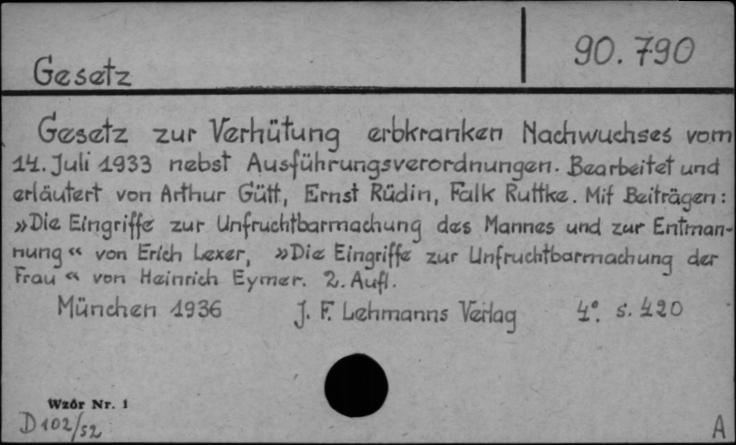 90.790
Gesetz
Gesetz zur Verhütung erbkranken Nachwuchses vom
14. Juli 1933 nebst Ausführungsverordnungen. Bearbeitet und
erläutert von Arthur Gütt, Ernst Rüdin, Falk Ruttke. Mit Beiträgen:
»Die Eingriffe zur Unfruchtbarmachung des Mannes und zur Entman-
nung“ von Erich Lexer, »Die Eingriffe zur Unfruchtbarmachung der
Frau“ von Heinrich Eymer. 2. Aufl.
München 1936 J. F. Lehmanns Verlag 4°. s. 420
Wzór Nr. 1
D 102/52 A